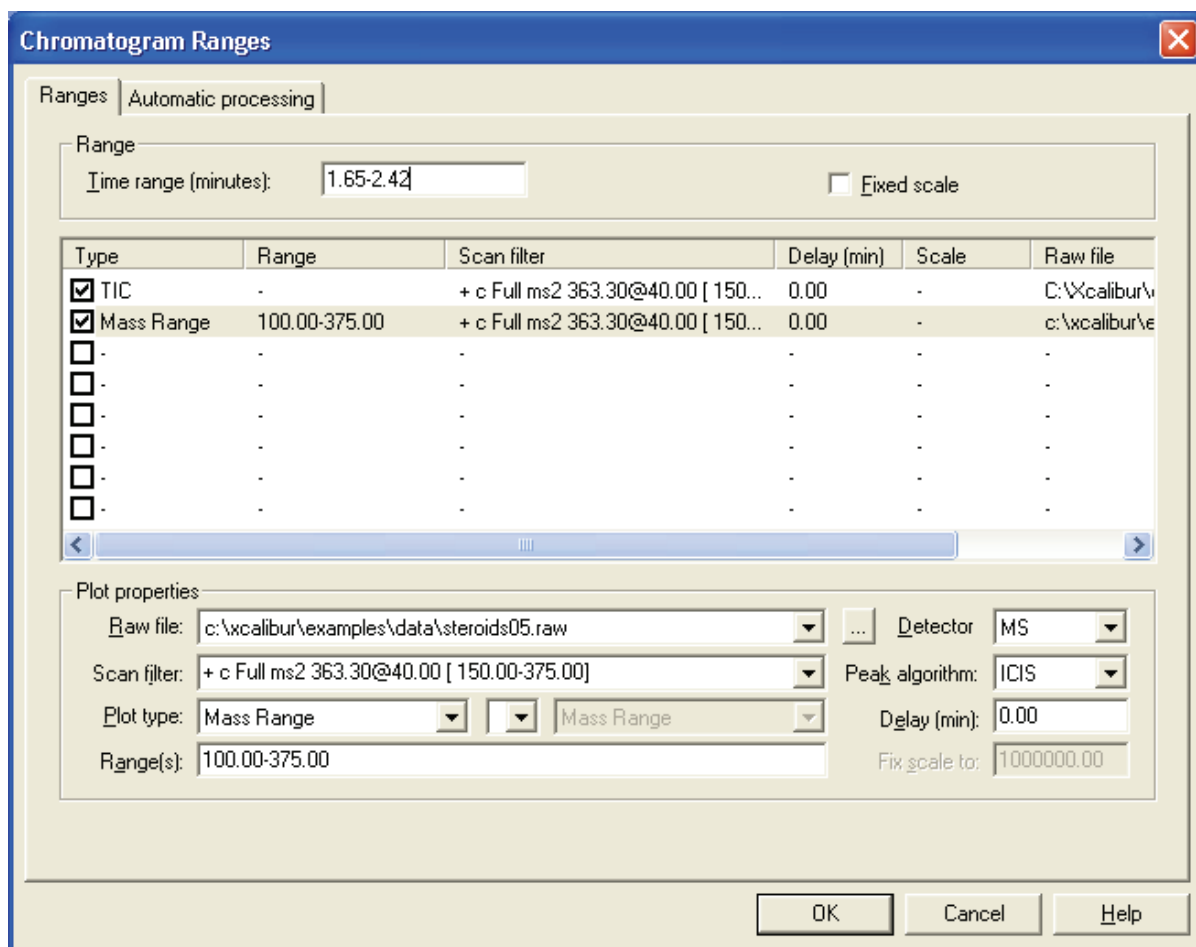 Chromatogram Ranges
Ranges Automatic processing
Range
Time range (minutes): 1.65-2.42 Fixed scale
Type Range Scan filter Delay (min) Scale Raw file
TIC - + c Full ms2 363.30@40.00 [ 150... 0.00 - C:\Xcalibur\
Mass Range 100.00-375.00 + c Full ms2 363.30@40.00 [ 150... 0.00 - c:\xcalibur\e
- - - - - -
- - - - - -
- - - - - -
- - - - - -
- - - - - -
- - - - - -
Plot properties
Raw file: c:\xcalibur\examples\data\steroids05.raw ... Detector MS
Scan filter: + c Full ms2 363.30@40.00 [ 150.00-375.00] Peak algorithm: ICIS
Plot type: Mass Range Mass Range Delay (min): 0.00
Range(s): 100.00-375.00 Fix scale to: 1000000.00
OK Cancel Help